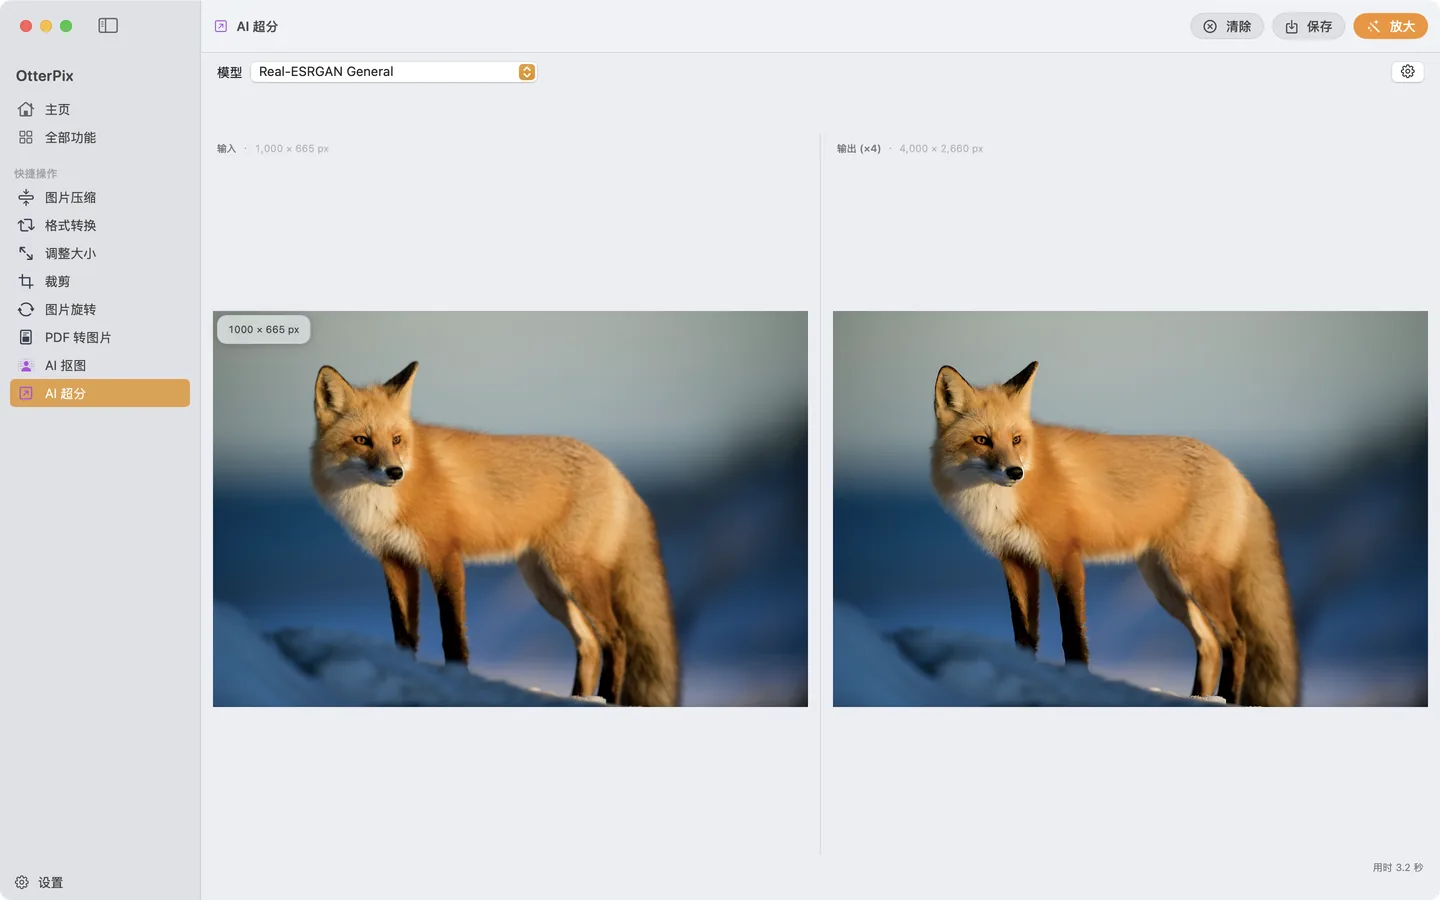 OtterPix
主页
全部功能
快捷操作
图片压缩
格式转换
调整大小
裁剪
图片旋转
PDF 转图片
AI 抠图
AI 超分
设置
AI 超分
清除
保存
放大
模型 Real-ESRGAN General
输入 · 1,000 × 665 px
1000 × 665 px
输出 (×4) · 4,000 × 2,660 px
用时 3.2 秒